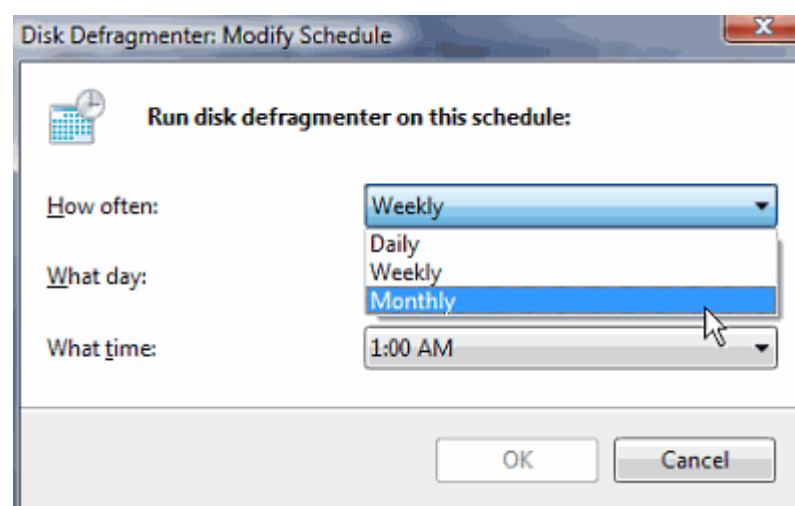 Disk Defragmenter: Modify Schedule
Run disk defragmenter on this schedule:
How often: Weekly
Daily
What day: Weekly
Monthly
What time: 1:00 AM
OK Cancel